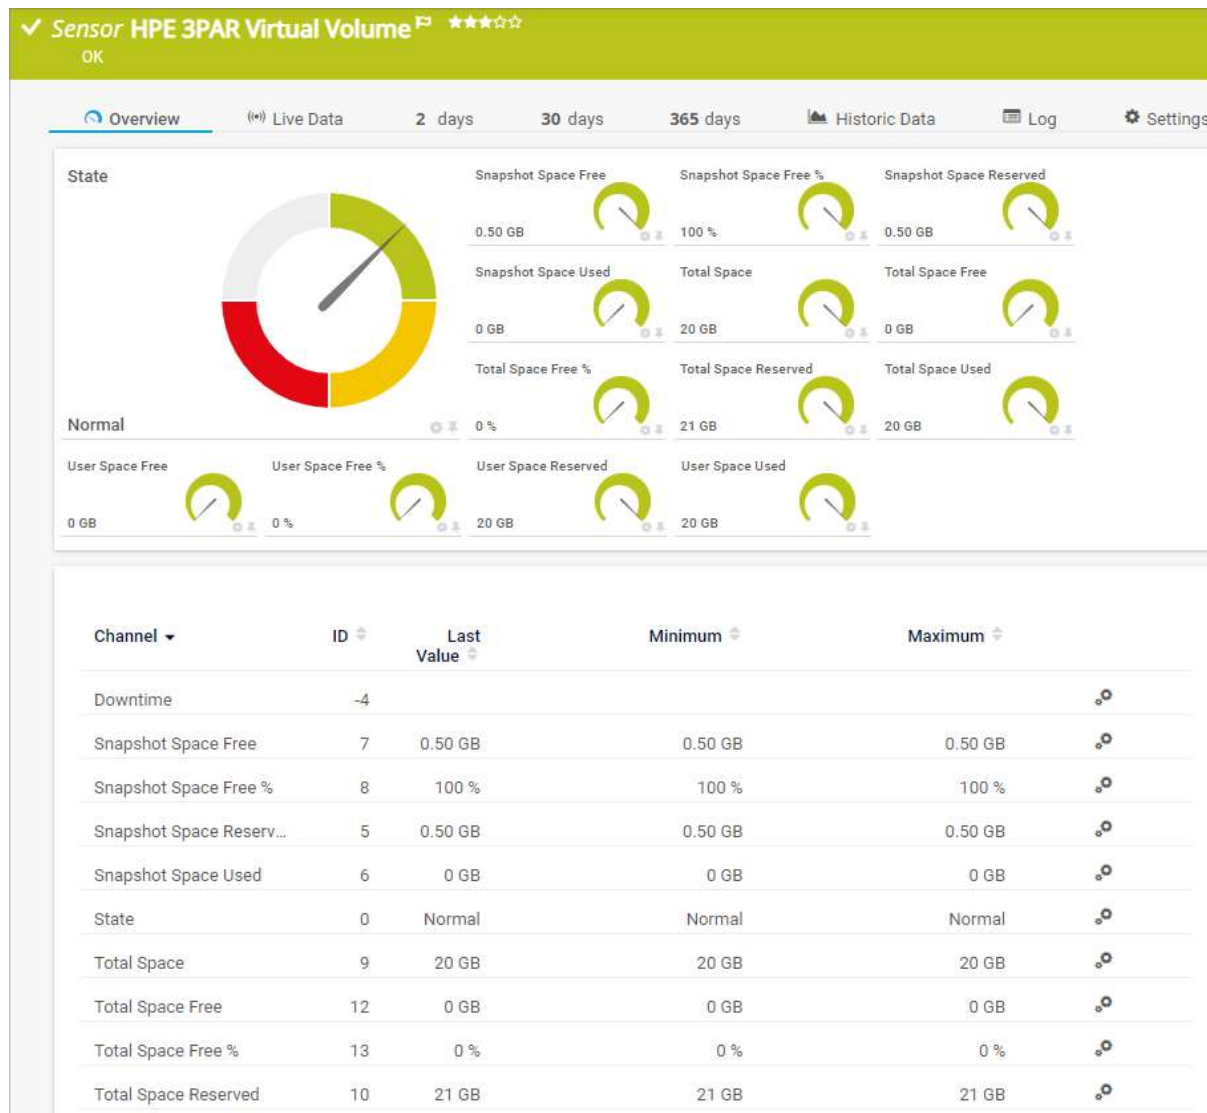 Sensor HPE 3PAR Virtual Volume
OK
Overview Live Data 2 days 30 days 365 days Historic Data Log Settings
State
Snapshot Space Free Snapshot Space Free % Snapshot Space Reserved
0.50 GB 100 % 0.50 GB
Snapshot Space Used Total Space Total Space Free
0 GB 20 GB 0 GB
Total Space Free % Total Space Reserved Total Space Used
Normal 0 % 21 GB 20 GB
User Space Free User Space Free % User Space Reserved User Space Used
0 GB 0 % 20 GB 20 GB
Channel ID Last Value Minimum Maximum
Downtime -4
Snapshot Space Free 7 0.50 GB 0.50 GB 0.50 GB
Snapshot Space Free % 8 100 % 100 % 100 %
Snapshot Space Reserv... 5 0.50 GB 0.50 GB 0.50 GB
Snapshot Space Used 6 0 GB 0 GB 0 GB
State 0 Normal Normal Normal
Total Space 9 20 GB 20 GB 20 GB
Total Space Free 12 0 GB 0 GB 0 GB
Total Space Free % 13 0 % 0 % 0 %
Total Space Reserved 10 21 GB 21 GB 21 GB